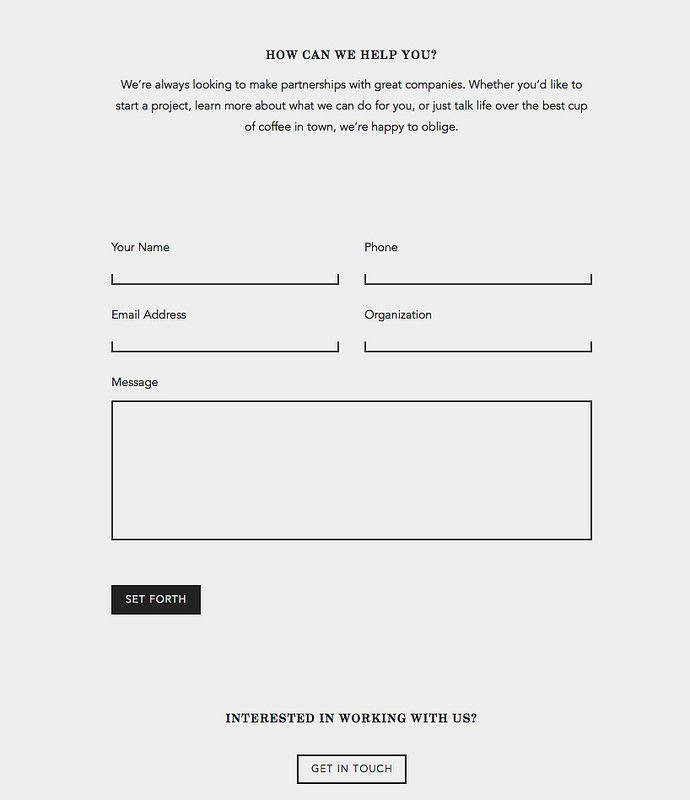 HOW CAN WE HELP YOU?
We’re always looking to make partnerships with great companies. Whether you’d like to
start a project, learn more about what we can do for you, or just talk life over the best cup
of coffee in town, we’re happy to oblige.
Your Name
Phone
Email Address
Organization
Message
SET FORTH
INTERESTED IN WORKING WITH US?
GET IN TOUCH